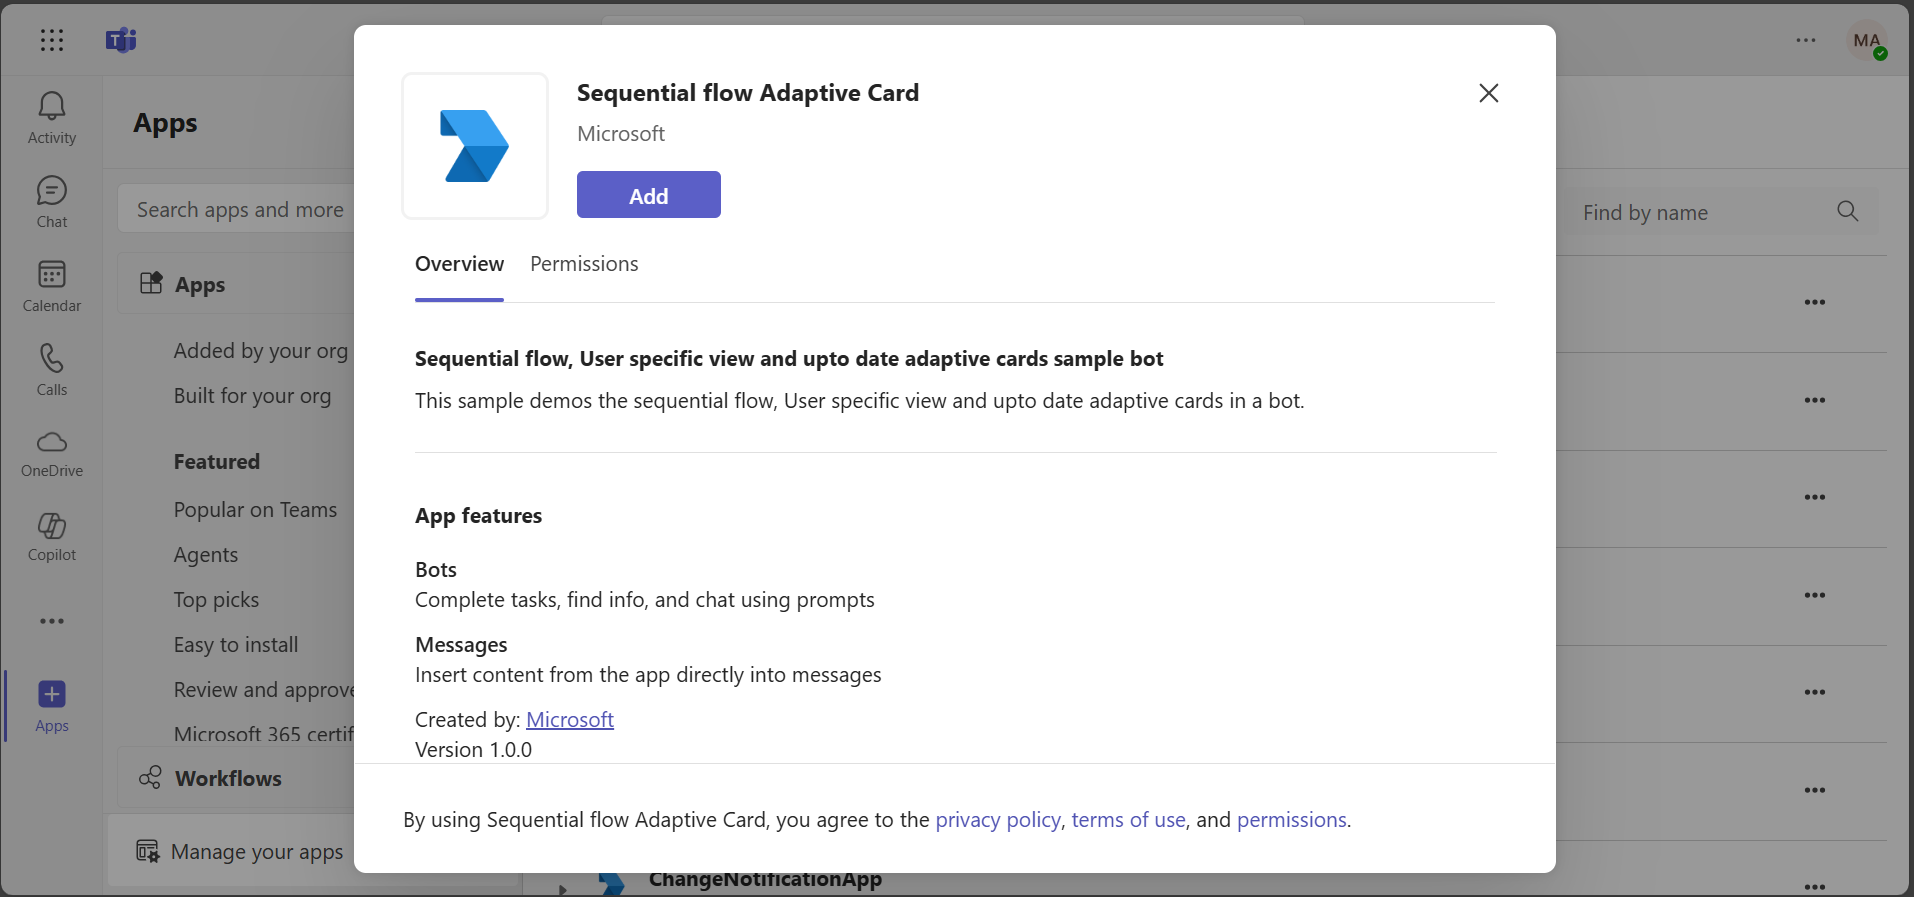 MA
Activity
Chat
Calendar
Calls
OneDrive
Copilot
Apps
Apps
Search apps and more
Apps
Added by your org
Built for your org
Featured
Popular on Teams
Agents
Top picks
Easy to install
Review and approve
Microsoft 365 certif
Workflows
Manage your apps
Sequential flow Adaptive Card
Microsoft
Add
Overview Permissions
Sequential flow, User specific view and upto date adaptive cards sample bot
This sample demos the sequential flow, User specific view and upto date adaptive cards in a bot.
App features
Bots
Complete tasks, find info, and chat using prompts
Messages
Insert content from the app directly into messages
Created by: Microsoft
Version 1.0.0
By using Sequential flow Adaptive Card, you agree to the privacy policy, terms of use, and permissions.
Find by name
ChangeNotificationApp